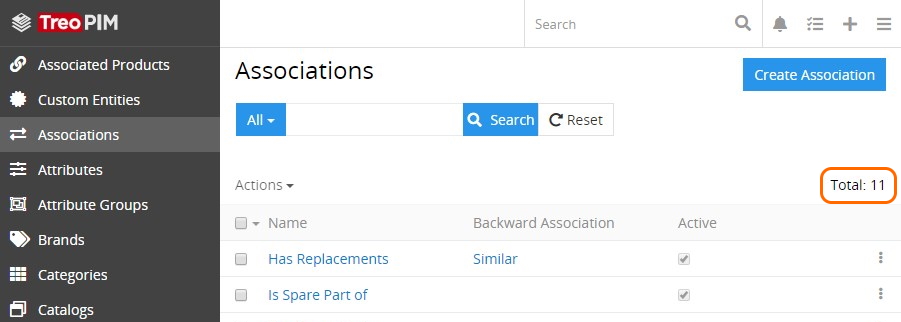 TreoPIM
Search
Associated Products
Custom Entities
Associations
Attributes
Attribute Groups
Brands
Categories
Catalogs
Associations
Create Association
All
Search
Reset
Actions
Total: 11
Name Backward Association Active
Has Replacements Similar
Is Spare Part of